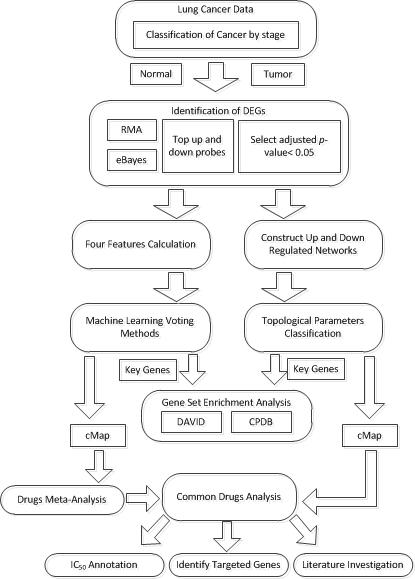 Lung Cancer Data
Classification of Cancer by stage
Normal
Tumor
Identification of DEGs
RMA
eBayes
Top up and
down probes
Select adjusted p-
value< 0.05
Four Features Calculation
Construct Up and Down
Regulated Networks
Machine Learning Voting
Methods
Topological Parameters
Classification
Key Genes
Key Genes
Gene Set Enrichment Analysis
DAVID
CPDB
cMap
cMap
Drugs Meta-Analysis
Common Drugs Analysis
IC50 Annotation
Identify Targeted Genes
Literature Investigation